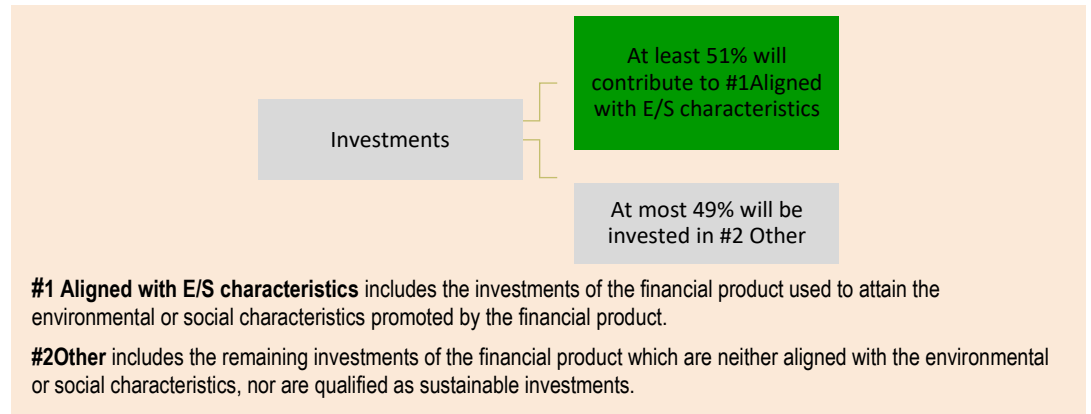 At least 51% will
contribute to #1Aligned
with E/S characteristics
Investments
At most 49% will be
invested in #2 Other
#1 Aligned with E/S characteristics includes the investments of the financial product used to attain the
environmental or social characteristics promoted by the financial product.
#2Other includes the remaining investments of the financial product which are neither aligned with the environmental
or social characteristics, nor are qualified as sustainable investments.